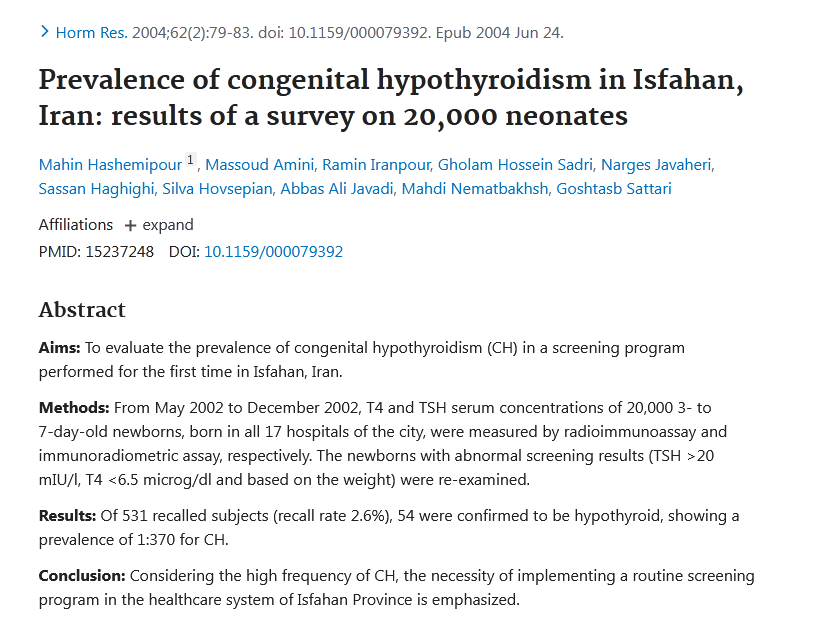 > Horm Res. 2004;62(2):79-83. doi: 10.1159/000079392. Epub 2004 Jun 24.
Prevalence of congenital hypothyroidism in Isfahan,
Iran: results of a survey on 20,000 neonates
Mahin Hashemipour 1, Massoud Amini, Ramin Iranpour, Gholam Hossein Sadri, Narges Javaheri,
Sassan Haghighi, Silva Hovsepian, Abbas Ali Javadi, Mahdi Nematbakhsh, Goshtasb Sattari
Affiliations + expand
PMID: 15237248 DOI: 10.1159/000079392
Abstract
Aims: To evaluate the prevalence of congenital hypothyroidism (CH) in a screening program
performed for the first time in Isfahan, Iran.
Methods: From May 2002 to December 2002, T4 and TSH serum concentrations of 20,000 3- to
7-day-old newborns, born in all 17 hospitals of the city, were measured by radioimmunoassay and
immunoradiometric assay, respectively. The newborns with abnormal screening results (TSH >20
mIU/l, T4 <6.5 microg/dl and based on the weight) were re-examined.
Results: Of 531 recalled subjects (recall rate 2.6%), 54 were confirmed to be hypothyroid, showing a
prevalence of 1:370 for CH.
Conclusion: Considering the high frequency of CH, the necessity of implementing a routine screening
program in the healthcare system of Isfahan Province is emphasized.